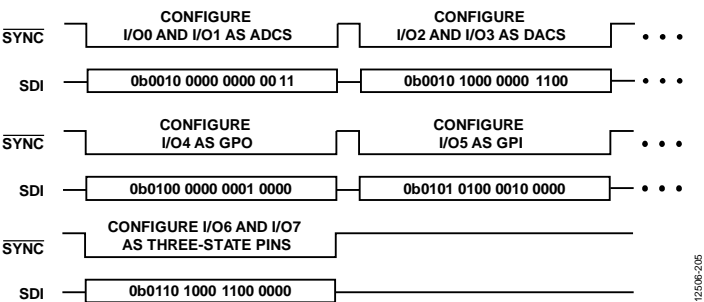 CONFIGURE
I/O0 AND I/O1 AS ADCS
CONFIGURE
I/O2 AND I/O3 AS DACS
SYNC
SDI
0b0010 0000 0000 0011
0b0010 1000 0000 1100
CONFIGURE
I/O4 AS GPO
CONFIGURE
I/O5 AS GPI
SYNC
SDI
0b0100 0000 0001 0000
0b0101 0100 0010 0000
CONFIGURE I/O6 AND I/O7
AS THREE-STATE PINS
SYNC
SDI
0b0110 1000 1100 0000
12506-205